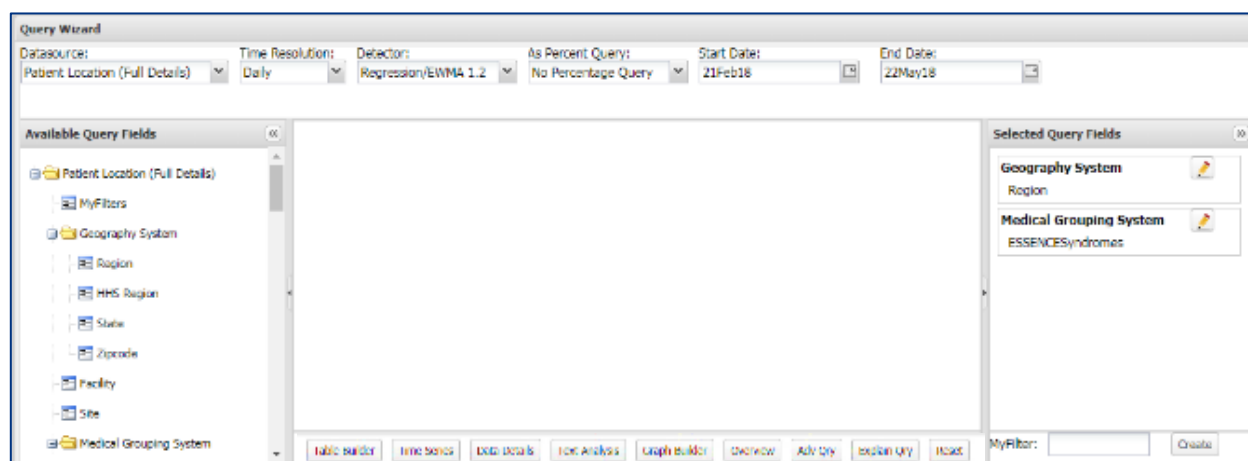 Query Wizard
Datasource: Time Resolution: Detector: As Percent Query: Start Date: End Date:
Patient Location (Full Details) Daily Regression/EWMA 1.2 No Percentage Query 21Feb18 22May18
Available Query Fields
Patient Location (Full Details)
MyFilters
Geography System
Region
HHS Region
State
Zipcode
Facility
Site
Medical Grouping System
Table Builder Time Series Data Details Text Analysis Graph Builder Overview Adv Qry Explain Qry Reset
Selected Query Fields
Geography System
Region
Medical Grouping System
ESSENCESyndromes
MyFilter: Create